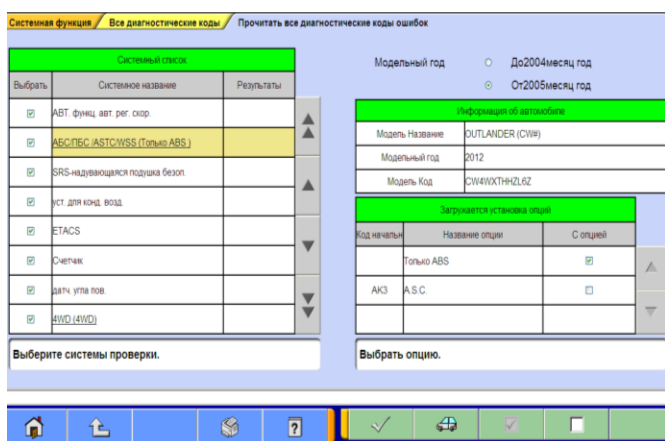 Системная функция Все диагностические коды Прочитать все диагностические коды ошибок
Системный список
Выбрать Системное название Результаты
АВТ. функц. авт. рег. скор.
АБС/ПБС /ASTC/WSS (Только ABS )
SRS-надувающаяся подушка безоп.
уст. для конд. возд.
ETACS
Счетчик
датч. угла пов.
4WD (4WD)
Выберите системы проверки.
Модельный год До2004месяц год
От2005месяц год
Информация об автомобиле
Модель Название OUTLANDER (CW#)
Модельный год 2012
Модель Код CW4WXTHHZL6Z
Загружается установка опций
Код начальн Название опции С опцией
Только ABS
AK3 A.S.C.
Выбрать опцию.
?